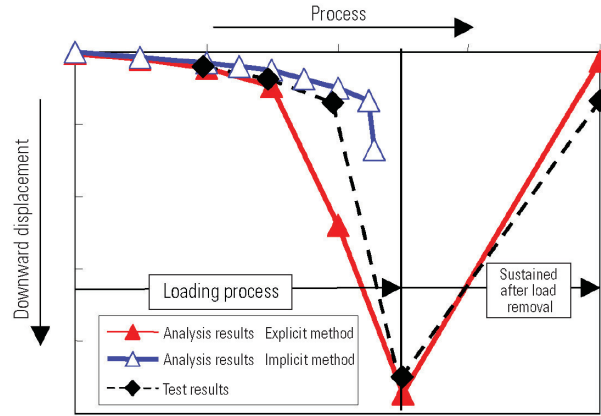 Process
Downward displacement
Loading process
Sustained
after load
removal
Analysis results Explicit method
Analysis results Implicit method
Test results